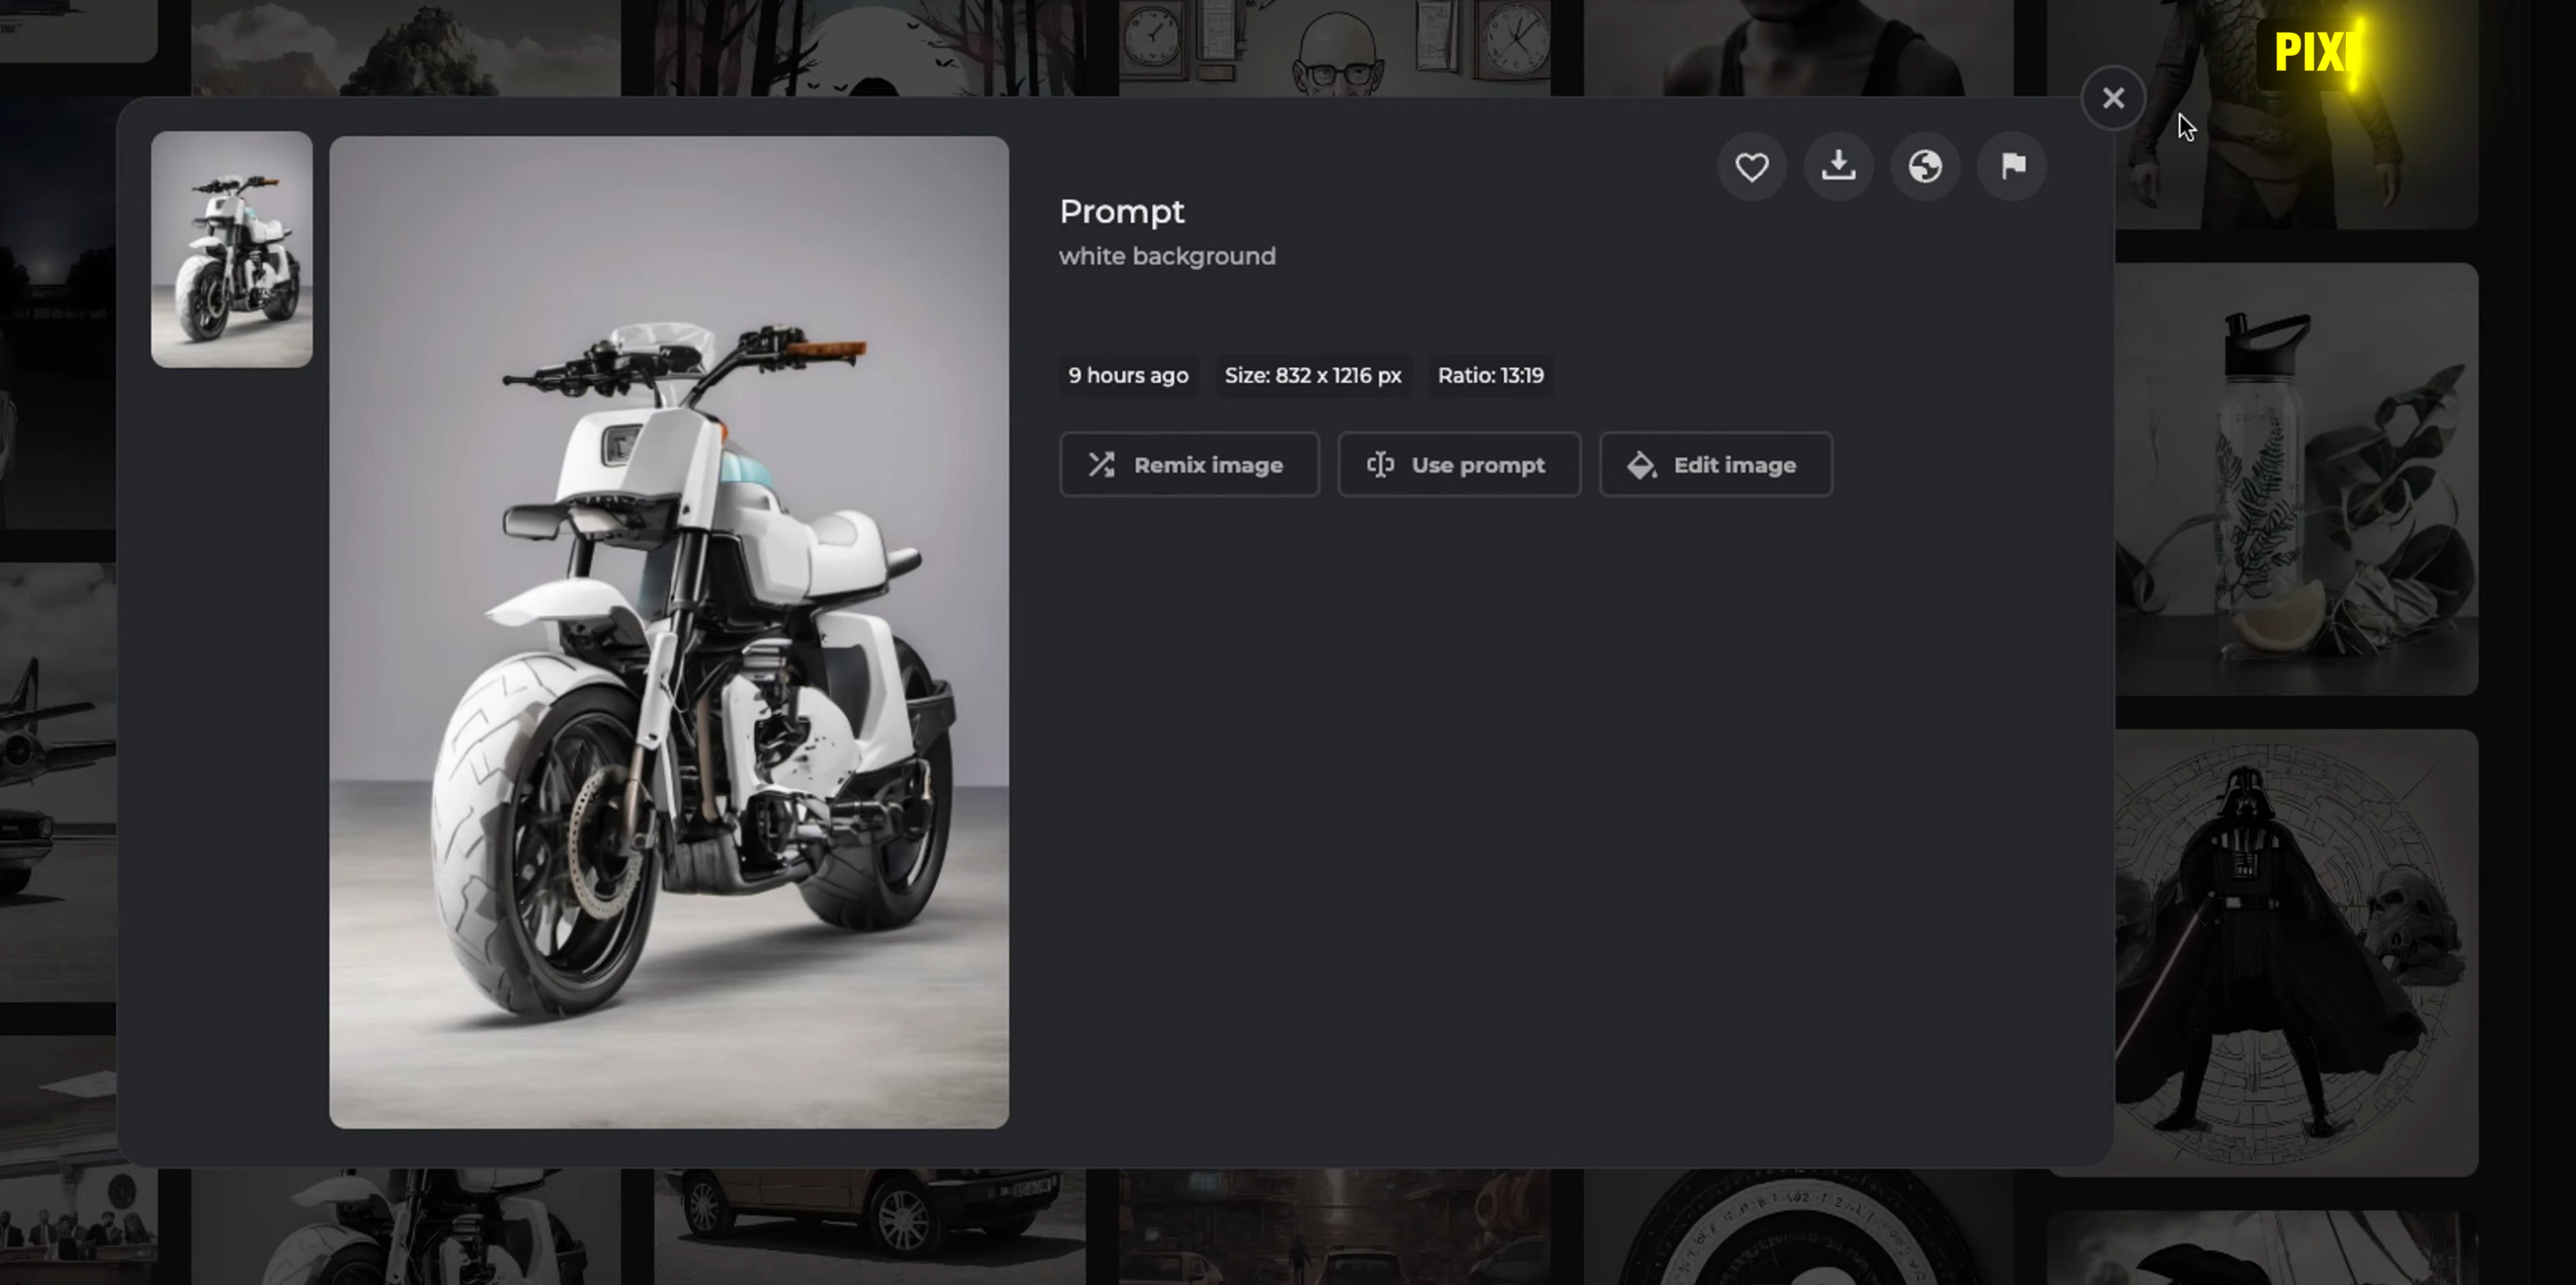 PIX
Prompt
white background
9 hours ago
Size: 832 x 1216 px
Ratio: 13:19
Remix image
Use prompt
Edit image